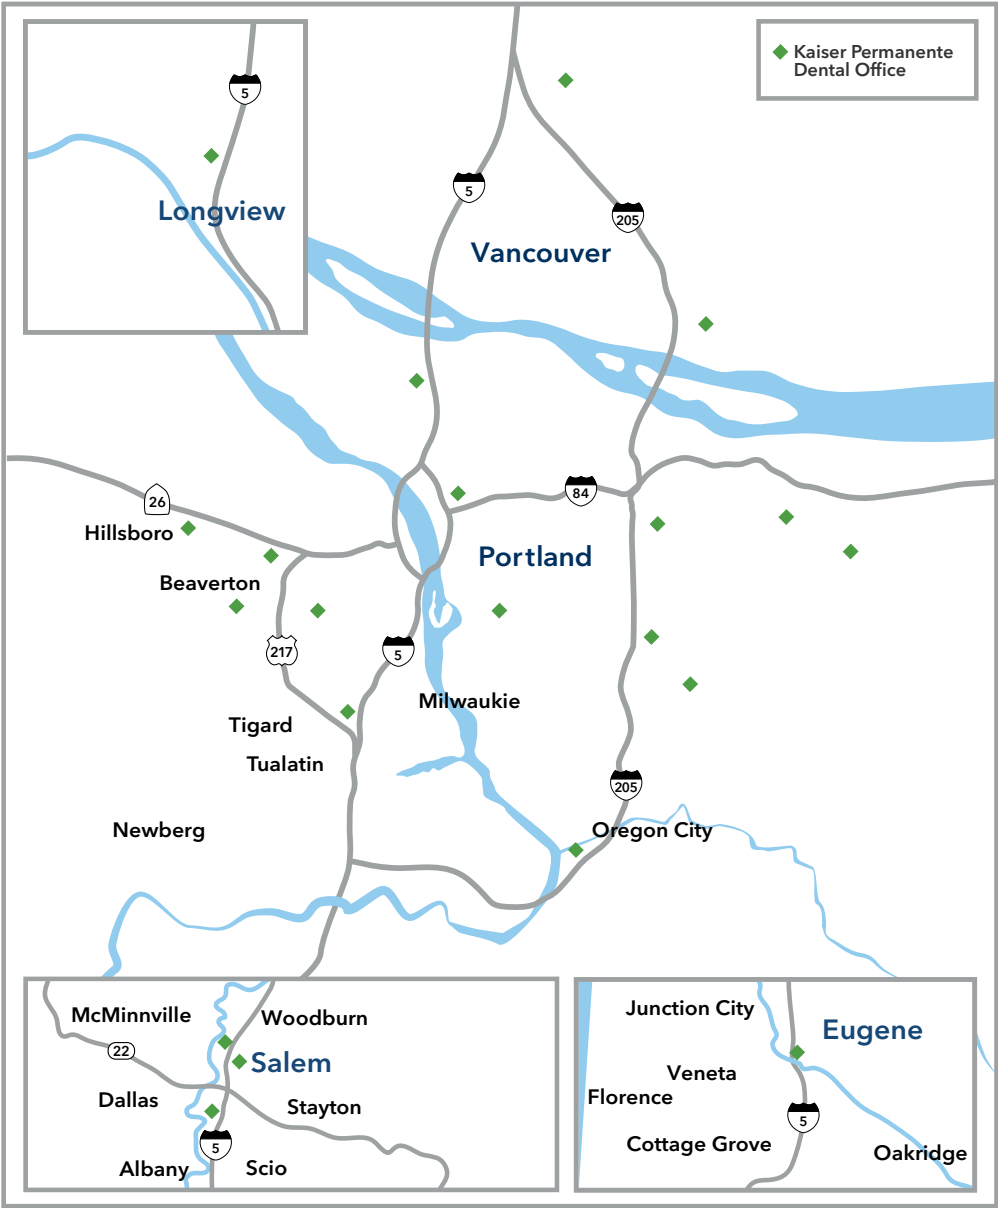 Kaiser Permanente
Dental Office
5
Longview
5
205
Vancouver
26
84
Hillsboro
Portland
Beaverton
217
5
Milwaukie
Tigard
Tualatin
205
Newberg
Oregon City
McMinnville
Woodburn
22
Salem
Dallas
Stayton
5
Albany
Scio
Junction City
Eugene
Veneta
Florence
5
Cottage Grove
Oakridge